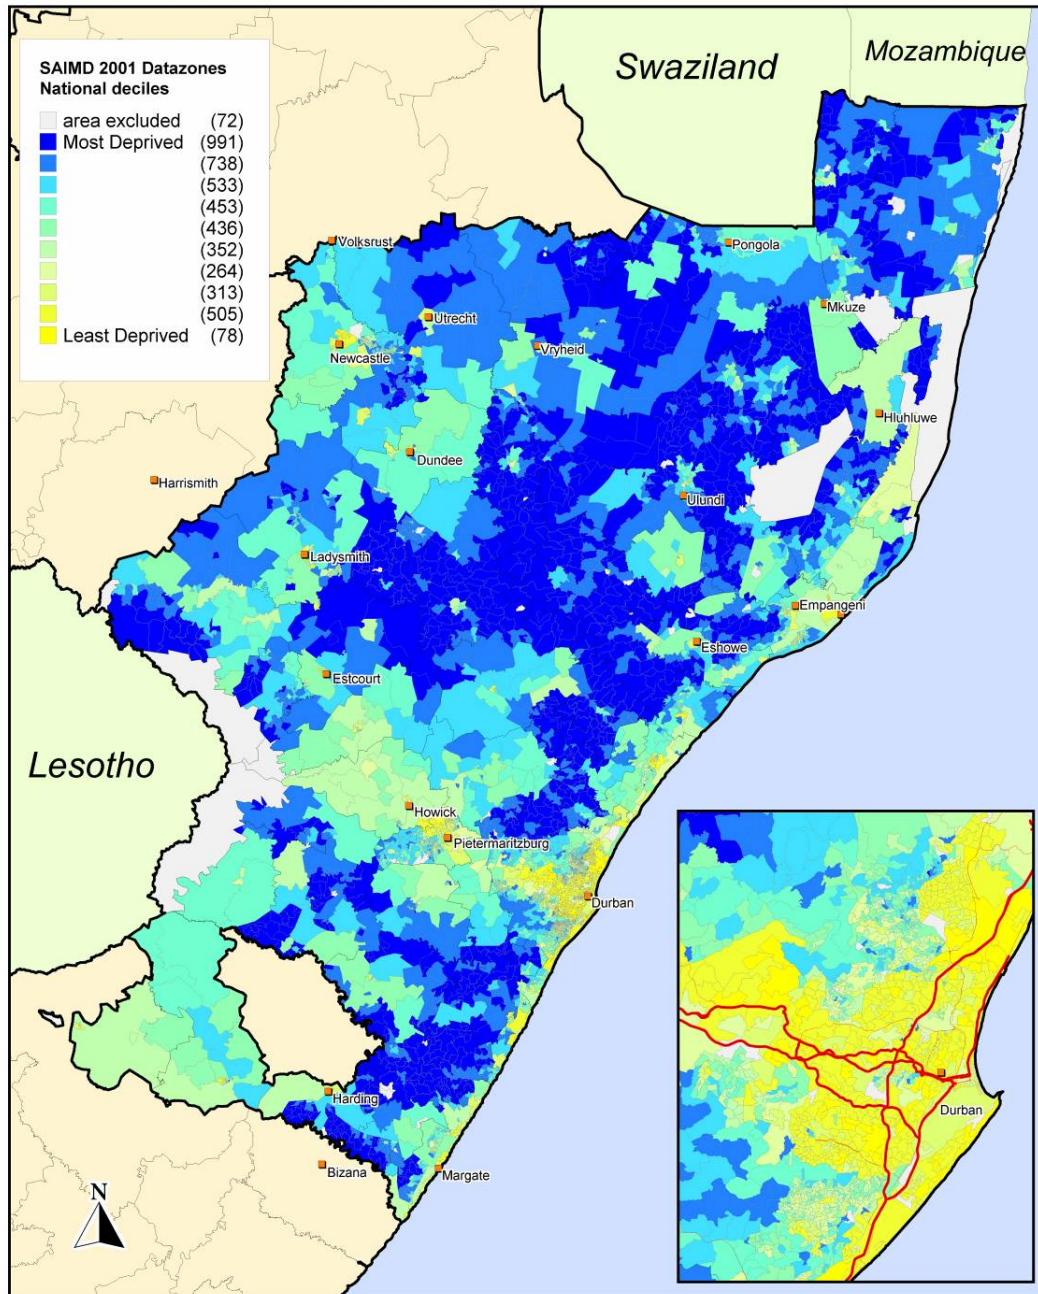 Swaziland
Mozambique
SAIMD 2001 Datazones
National deciles
area excluded (72)
Most Deprived (991)
(738)
(533)
(453)
(436)
(352)
(264)
(313)
(505)
Least Deprived (78)
Volksrust
Pongola
Utrecht
Mkuze
Newcastle
Vryheid
Hluhluwe
Dundee
Harrismith
Ulundi
Ladysmith
Empangeni
Eshowe
Estcourt
Lesotho
Howick
Pietermaritzburg
Durban
Harding
Durban
Bizana
Margate
N